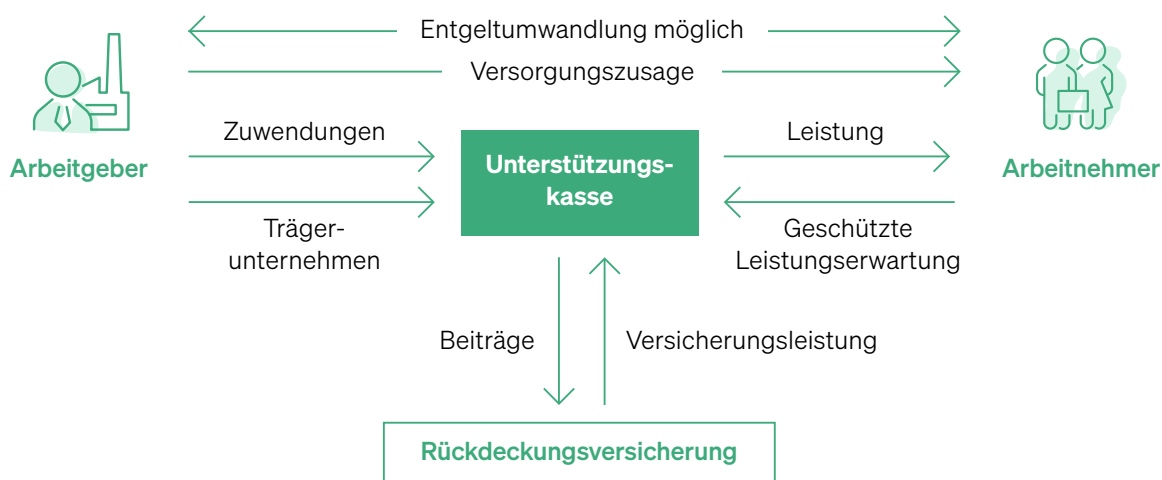 Entgeltumwandlung möglich
Versorgungszusage
Arbeitgeber
Zuwendungen
Träger-
unternehmen
Unterstützungs-
kasse
Leistung
Geschützte
Leistungserwartung
Arbeitnehmer
Beiträge
Versicherungsleistung
Rückdeckungsversicherung